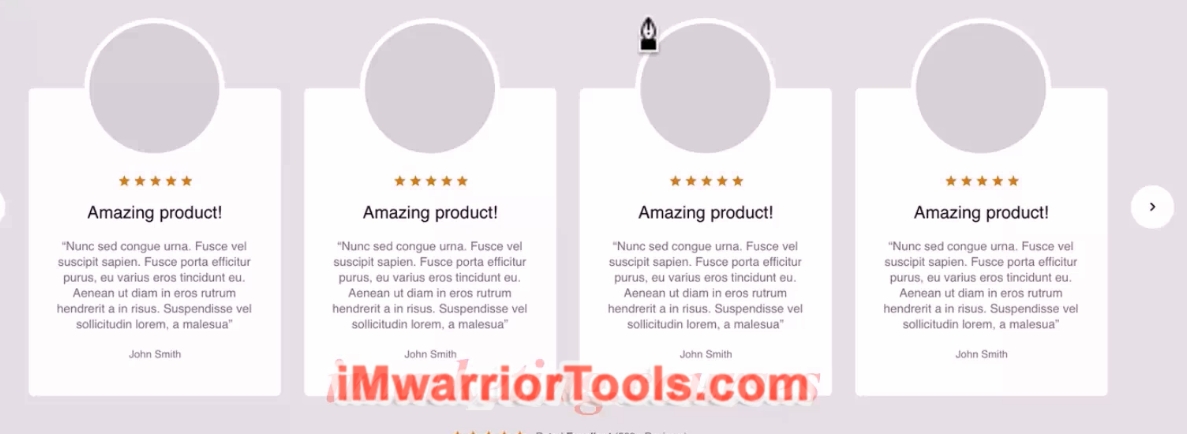 Amazing product!
“Nunc sed congue urna. Fusce vel
suscipit sapien. Fusce porta efficitur
purus, eu varius eros tincidunt eu.
Aenean ut diam in eros rutrum
hendrerit a in risus. Suspendisse vel
sollicitudin lorem, a malesua”
John Smith
Amazing product!
“Nunc sed congue urna. Fusce vel
suscipit sapien. Fusce porta efficitur
purus, eu varius eros tincidunt eu.
Aenean ut diam in eros rutrum
hendrerit a in risus. Suspendisse vel
sollicitudin lorem, a malesua”
John Smith
Amazing product!
“Nunc sed congue urna. Fusce vel
suscipit sapien. Fusce porta efficitur
purus, eu varius eros tincidunt eu.
Aenean ut diam in eros rutrum
hendrerit a in risus. Suspendisse vel
sollicitudin lorem, a malesua”
John Smith
Amazing product!
“Nunc sed congue urna. Fusce vel
suscipit sapien. Fusce porta efficitur
purus, eu varius eros tincidunt eu.
Aenean ut diam in eros rutrum
hendrerit a in risus. Suspendisse vel
sollicitudin lorem, a malesua”
John Smith
iMwarriorTools.com